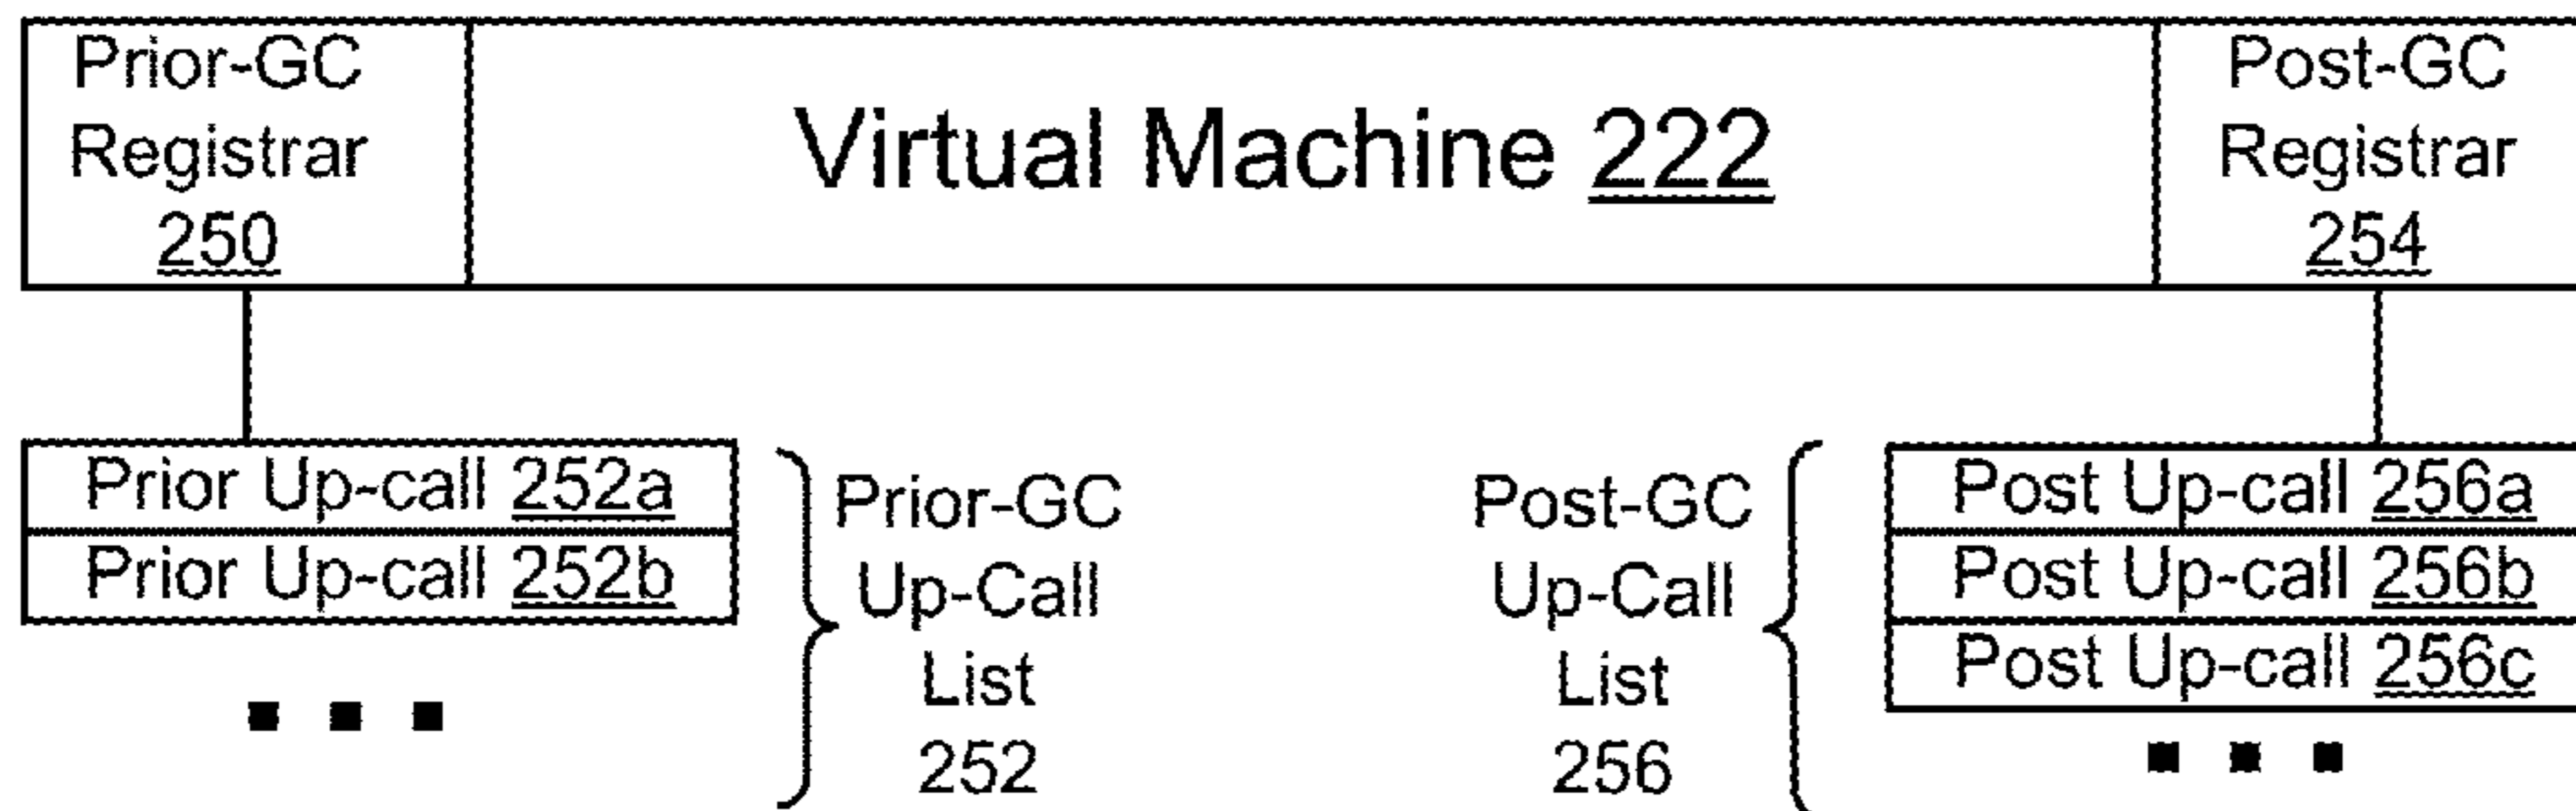 Prior-GC
Registrar
250
Virtual Machine 222
Post-GC
Registrar
254
Prior Up-call 252a
Prior Up-call 252b
Prior-GC
Up-Call
List
252
Post-GC
Up-Call
List
256
Post Up-call 256a
Post Up-call 256b
Post Up-call 256c